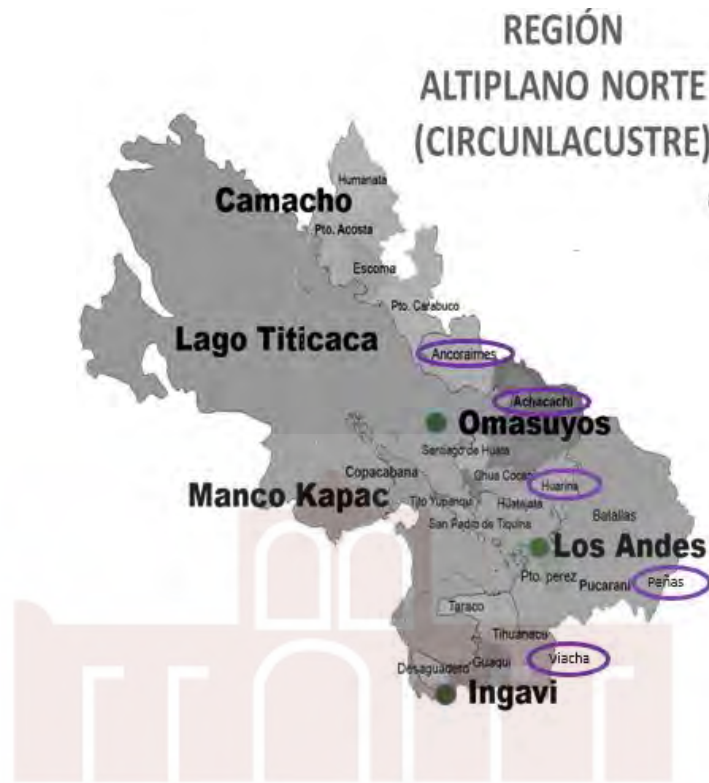 REGIÓN
ALTIPLANO NORTE
(CIRCUNLACUSTRE)
Humanata
Camacho
Pto. Acosta
Escoma
Pto. Carabuco
Lago Titicaca
Ancoraimes
Achacachi
Omasuyos
Santiago de Huata
Copacabana
Huarina
Manco Kapac
Tito Yupanqui
Batallas
San Pedro de Tiquina
Los Andes
Pto. perez
Pucarani
Peñas
Taraco
Tihuanacu
Viacha
Guaqui
Desaguadero
Ingavi